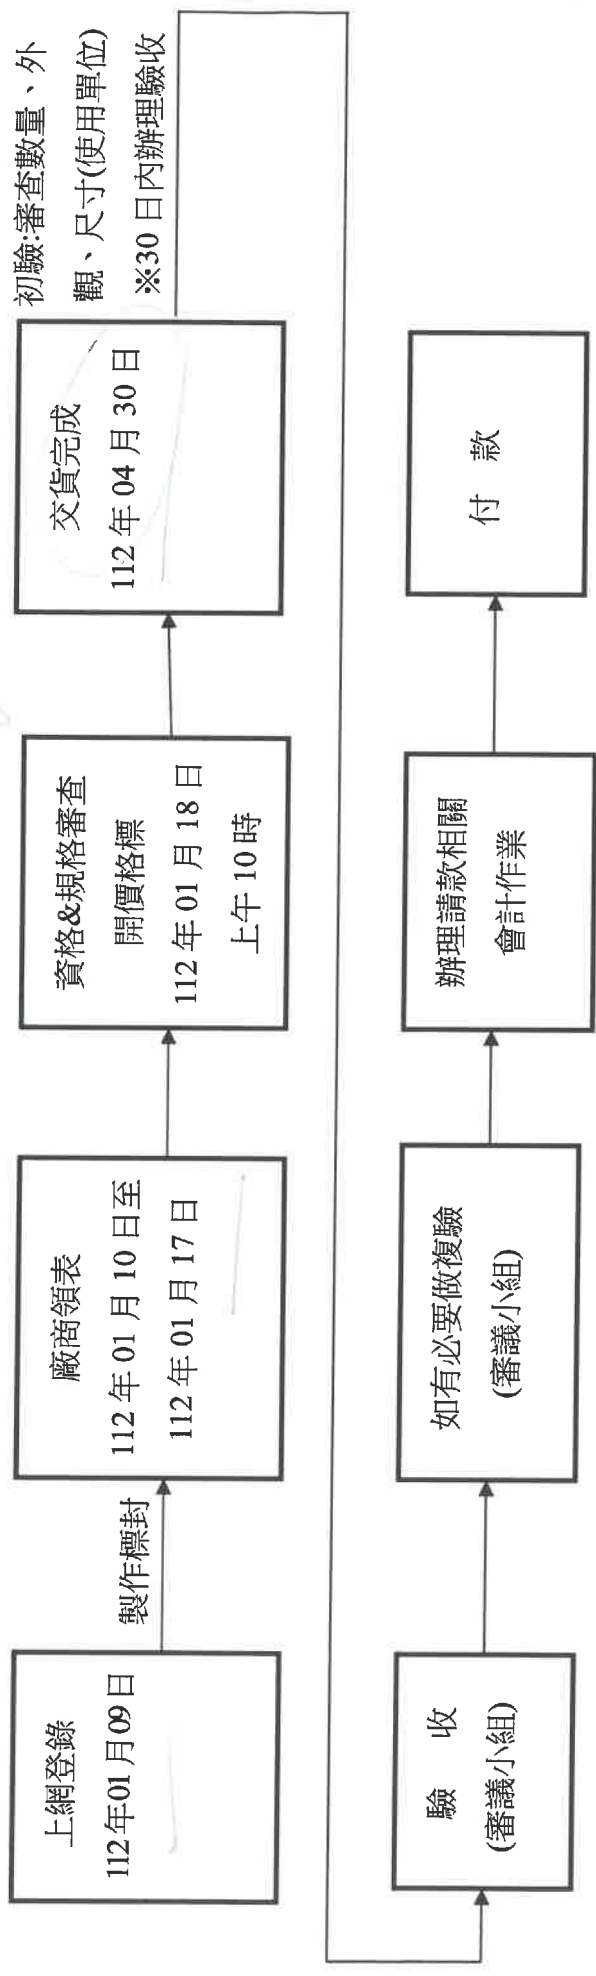 上網登錄
112年01月09日
製作標封
廠商領表
112年01月10日至
112年01月17日
資格&規格審查
開價格標
112年01月18日
上午10時
交貨完成
112年04月30日
初驗:審查數量、外
觀、尺寸(使用單位)
※30日內辦理驗收
驗 收
(審議小組)
如有必要做複驗
(審議小組)
辦理請款相關
會計作業
付 款